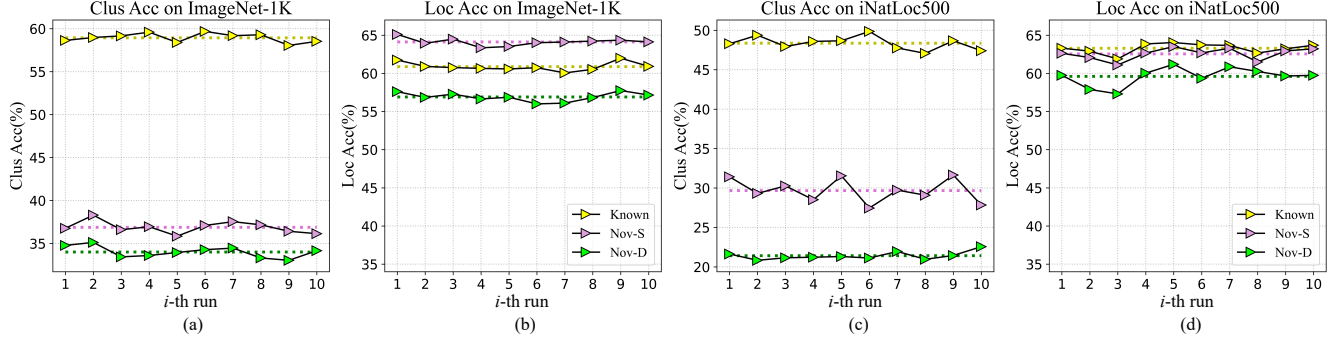 Clus Acc on ImageNet-1K
Clus Acc(%)
60
55
50
45
40
35
1 2 3 4 5 6 7 8 9 10
i-th run
(a)
Loc Acc on ImageNet-1K
Loc Acc(%)
65
60
55
50
45
40
35
Known
Nov-S
Nov-D
1 2 3 4 5 6 7 8 9 10
i-th run
(b)
Clus Acc on iNatLoc500
Clus Acc(%)
50
45
40
35
30
25
20
1 2 3 4 5 6 7 8 9 10
i-th run
(c)
Loc Acc on iNatLoc500
Loc Acc(%)
65
60
55
50
45
40
35
Known
Nov-S
Nov-D
1 2 3 4 5 6 7 8 9 10
i-th run
(d)